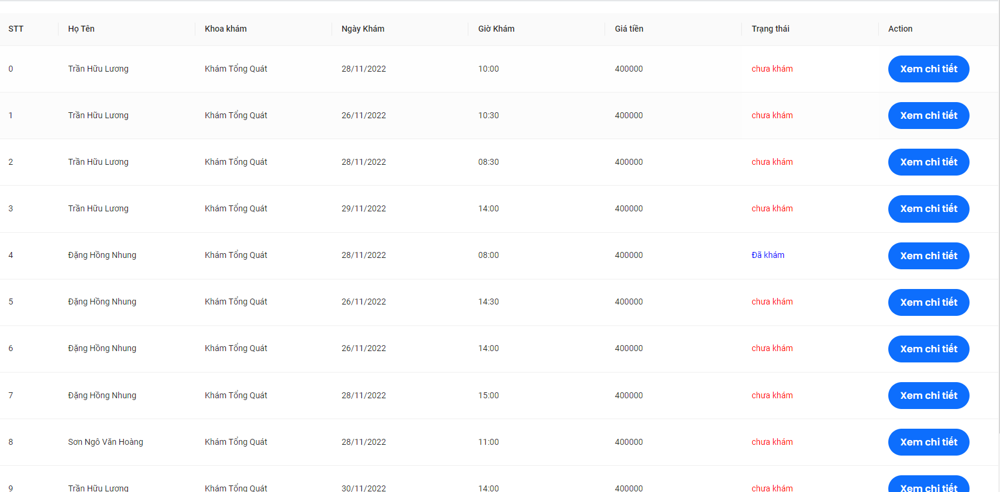 STT Họ Tên Khoa khám Ngày Khám Giờ Khám Giá tiền Trạng thái Action
0 Trần Hữu Lương Khám Tổng Quát 28/11/2022 10:00 400000 chưa khám Xem chi tiết
1 Trần Hữu Lương Khám Tổng Quát 26/11/2022 10:30 400000 chưa khám Xem chi tiết
2 Trần Hữu Lương Khám Tổng Quát 28/11/2022 08:30 400000 chưa khám Xem chi tiết
3 Trần Hữu Lương Khám Tổng Quát 29/11/2022 14:00 400000 chưa khám Xem chi tiết
4 Đặng Hồng Nhung Khám Tổng Quát 28/11/2022 08:00 400000 Đã khám Xem chi tiết
5 Đặng Hồng Nhung Khám Tổng Quát 26/11/2022 14:30 400000 chưa khám Xem chi tiết
6 Đặng Hồng Nhung Khám Tổng Quát 26/11/2022 14:00 400000 chưa khám Xem chi tiết
7 Đặng Hồng Nhung Khám Tổng Quát 28/11/2022 15:00 400000 chưa khám Xem chi tiết
8 Sơn Ngô Văn Hoàng Khám Tổng Quát 28/11/2022 11:00 400000 chưa khám Xem chi tiết
9 Trần Hữu Lương Khám Tổng Quát 30/11/2022 14:00 400000 chưa khám Xem chi tiết